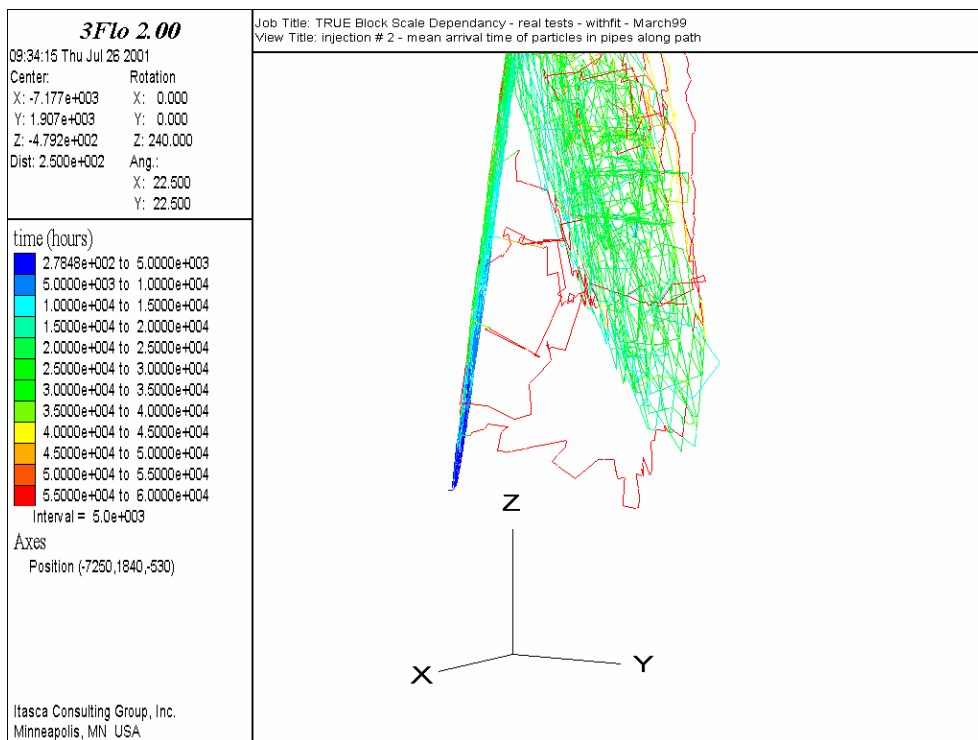 3Flo 2.00
Job Title: TRUE Block Scale Dependancy - real tests - withfit - March99
View Title: injection # 2 - mean arrival time of particles in pipes along path
09:34:15 Thu Jul 26 2001
Center: Rotation
X: -7.177e+003 X: 0.000
Y: 1.907e+003 Y: 0.000
Z: -4.792e+002 Z: 240.000
Dist: 2.500e+002 Ang.:
X: 22.500
Y: 22.500
time (hours)
2.7848e+002 to 5.0000e+003
5.0000e+003 to 1.0000e+004
1.0000e+004 to 1.5000e+004
1.5000e+004 to 2.0000e+004
2.0000e+004 to 2.5000e+004
2.5000e+004 to 3.0000e+004
3.0000e+004 to 3.5000e+004
3.5000e+004 to 4.0000e+004
4.0000e+004 to 4.5000e+004
4.5000e+004 to 5.0000e+004
5.0000e+004 to 5.5000e+004
5.5000e+004 to 6.0000e+004
Interval = 5.0e+003
Axes
Position (-7250,1840,-530)
Z
X
Y
Itasca Consulting Group, Inc.
Minneapolis, MN USA